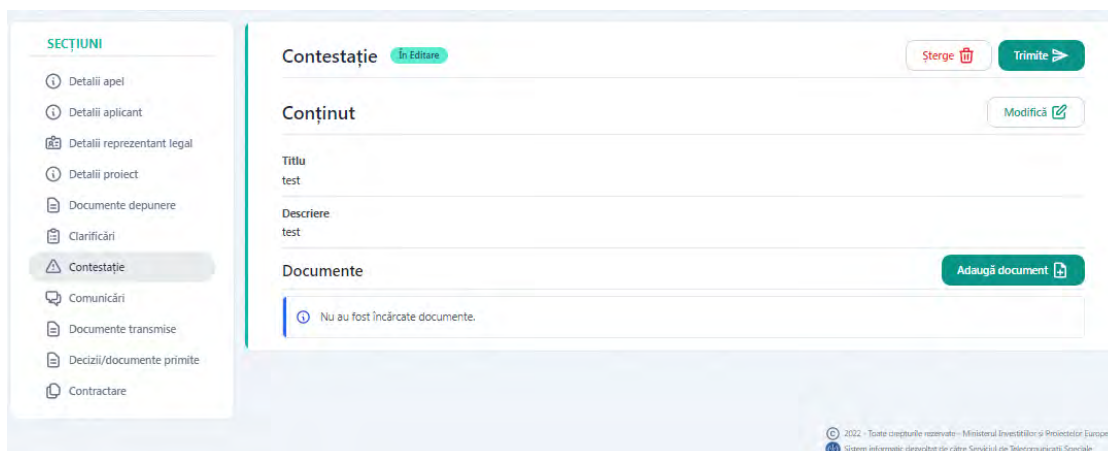 SECȚIUNI
Detalii apel
Detalii aplicant
Detalii reprezentant legal
Detalii proiect
Documente depunere
Clarificări
Contestație
Comunicări
Documente transmise
Decizii/documente primite
Contractare
Contestație În Editare Șterge Trimite
Conținut Modifică
Titlu
test
Descriere
test
Documente Adaugă document
Nu au fost încărcate documente.
© 2022 - Toate drepturile rezervate - Ministerul Investițiilor și Proiectelor Europe
Sistem informatic dezvoltat de către Serviciul de Telecomunicații Speciale